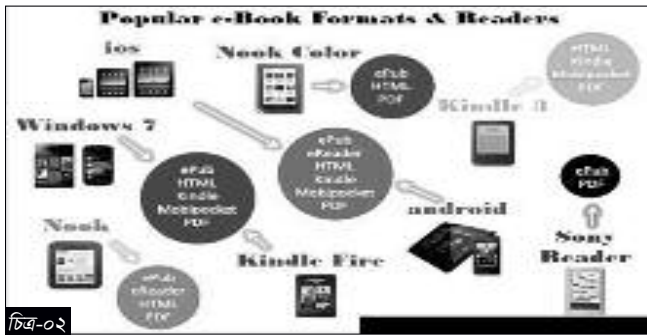 Popular e-Book Formats & Readers
ios
Nook Color
ePub
HTML
PDF
HTML
Kindle
Mobipocket
PDF
Kindle 3
Windows 7
ePub
HTML
Kindle
Mobipocket
PDF
ePub
eReader
HTML
Kindle
Mobipocket
PDF
ePub
PDF
android
Nook
Kindle Fire
Sony
Reader
ePub
eReader
HTML
PDF
চিত্র-০২